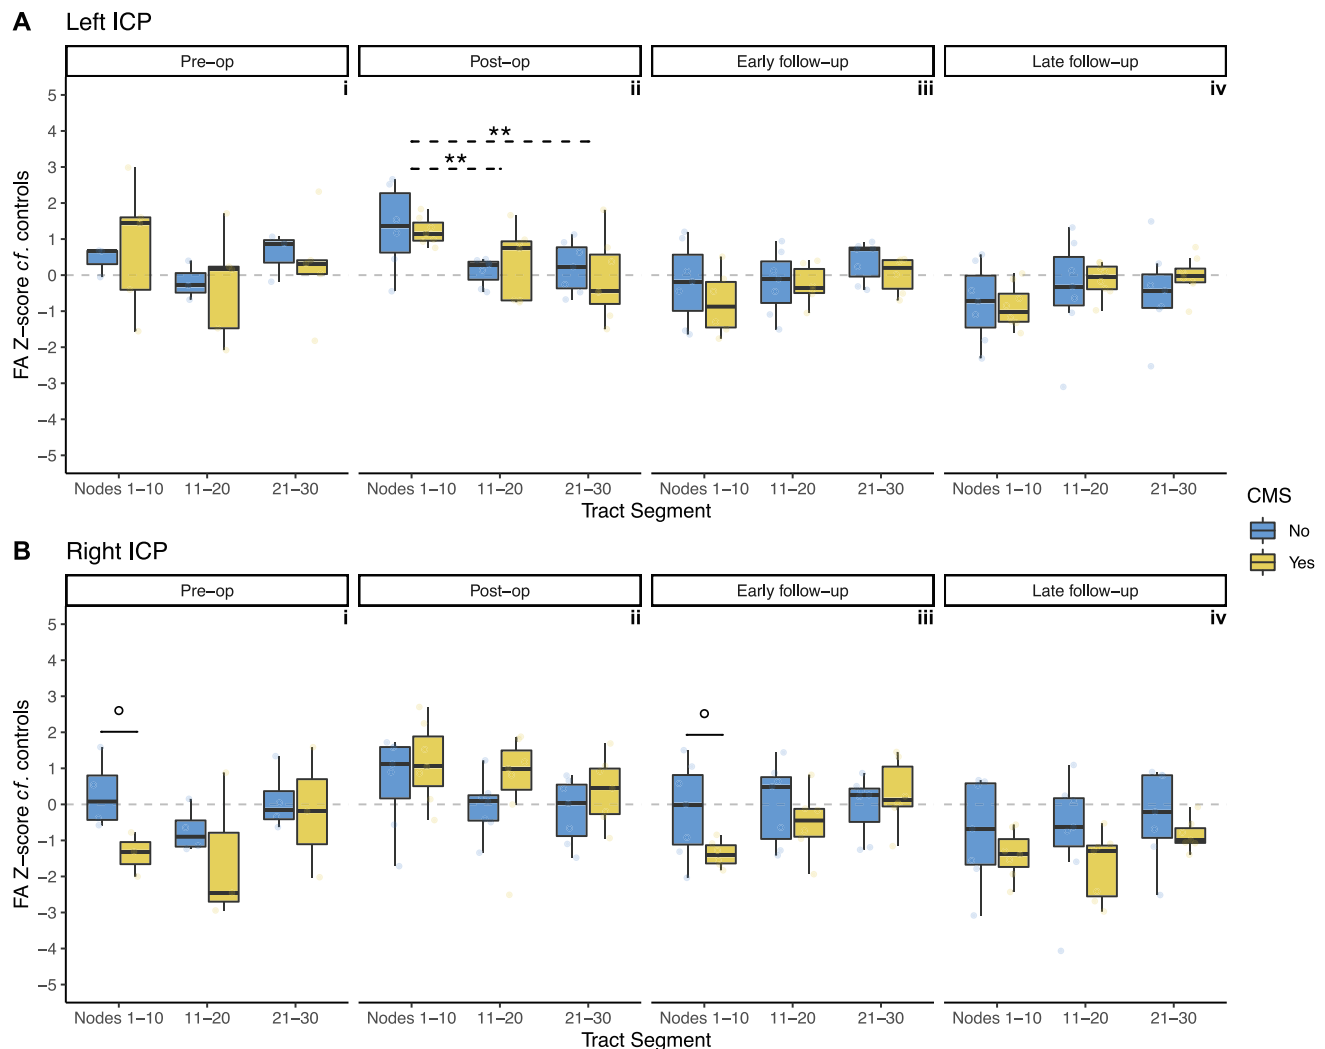 A Left ICP
Pre−op Post−op Early follow−up Late follow−up
i ii iii iv
5
4
3
2
1
0
−1
−2
−3
−4
−5
FA Z−score cf. controls
** **
Nodes 1−10 11−20 21−30 Nodes 1−10 11−20 21−30 Nodes 1−10 11−20 21−30 Nodes 1−10 11−20 21−30
Tract Segment
CMS
No
Yes
B Right ICP
Pre−op Post−op Early follow−up Late follow−up
i ii iii iv
5
4
3
2
1
0
−1
−2
−3
−4
−5
FA Z−score cf. controls
Nodes 1−10 11−20 21−30 Nodes 1−10 11−20 21−30 Nodes 1−10 11−20 21−30 Nodes 1−10 11−20 21−30
Tract Segment